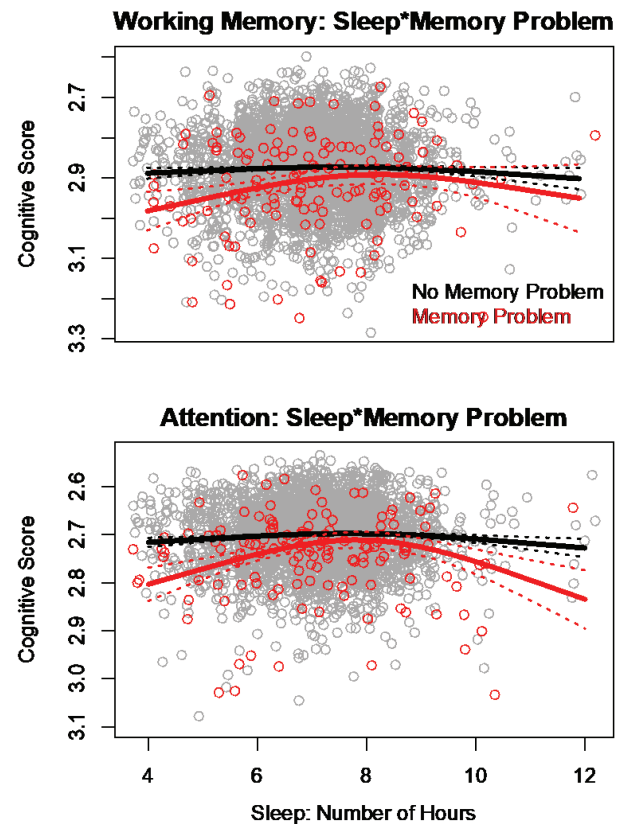 Working Memory: Sleep*Memory Problem
Cognitive Score
2.7
2.9
3.1
3.3
No Memory Problem
Memory Problem
Attention: Sleep*Memory Problem
Cognitive Score
2.6
2.7
2.8
2.9
3.0
3.1
4 6 8 10 12
Sleep: Number of Hours